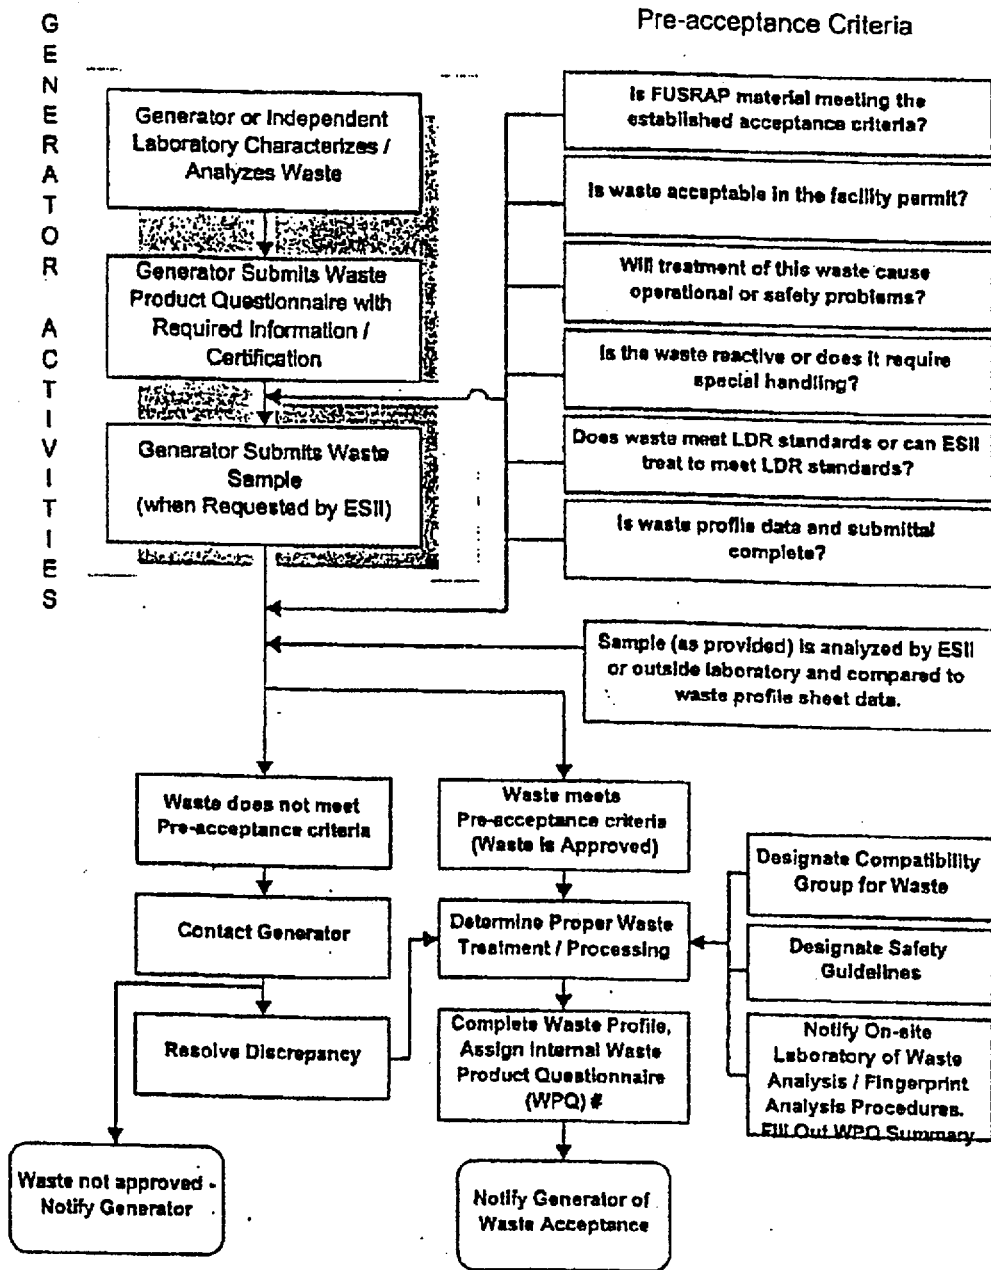 Pre-acceptance Criteria
GENERATOR ACTIVITIES
Generator or Independent
Laboratory Characterizes /
Analyzes Waste
Generator Submits Waste
Product Questionnaire with
Required Information /
Certification
Generator Submits Waste
Sample
(when Requested by ESII)
Is FUSRAP material meeting the
established acceptance criteria?
Is waste acceptable in the facility permit?
Will treatment of this waste cause
operational or safety problems?
Is the waste reactive or does it require
special handling?
Does waste meet LDR standards or can ESII
treat to meet LDR standards?
Is waste profile data and submittal
complete?
Sample (as provided) is analyzed by ESII
or outside laboratory and compared to
waste profile sheet data.
Waste does not meet
Pre-acceptance criteria
Waste meets
Pre-acceptance criteria
(Waste is Approved)
Contact Generator
Determine Proper Waste
Treatment / Processing
Designate Compatibility
Group for Waste
Designate Safety
Guidelines
Resolve Discrepancy
Complete Waste Profile,
Assign Internal Waste
Product Questionnaire
(WPQ) #
Notify On-site
Laboratory of Waste
Analysis / Fingerprint
Analysis Procedures.
Fill Out WPQ Summary
Waste not approved -
Notify Generator
Notify Generator of
Waste Acceptance